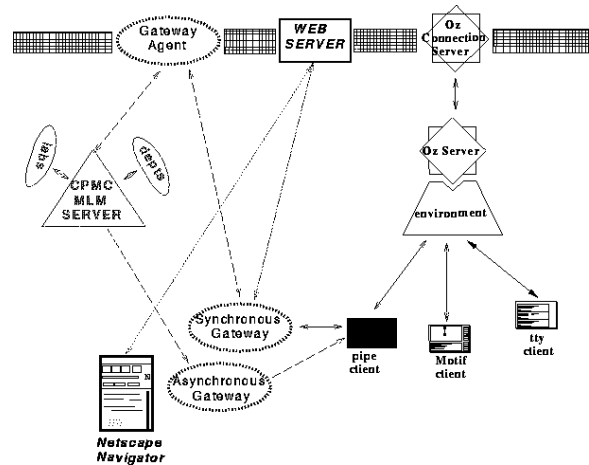 Gateway
Agent
WEB
SERVER
Oz
Connection
Server
labs
depts
Oz Server
CPMC
MLM
SERVER
environment
Synchronous
Gateway
pipe
client
Motif
client
tty
client
Asynchronous
Gateway
N
Netscape
Navigator